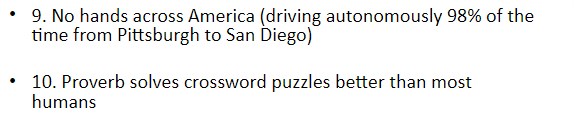 • 9. No hands across America (driving autonomously 98% of the
time from Pittsburgh to San Diego)
• 10. Proverb solves crossword puzzles better than most
humans